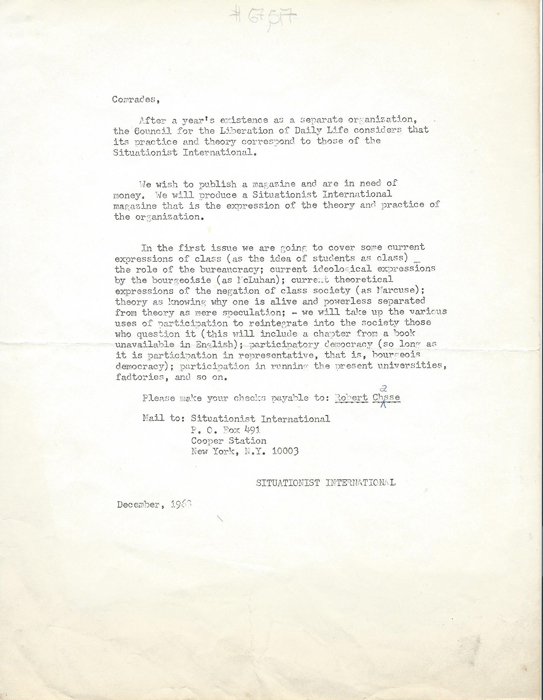 Comrades,
After a year's existence as a separate organization,
the Council for the Liberation of Daily Life considers that
its practice and theory correspond to those of the
Situationist International.
We wish to publish a magazine and are in need of
money. We will produce a Situationist International
magazine that is the expression of the theory and practice of
the organization.
In the first issue we are going to cover some current
expressions of class (as the idea of students as class) _
the role of the bureaucracy; current ideological expressions
by the bourgeoisie (as McLuhan); current theoretical
expressions of the negation of class society (as Marcuse);
theory as knowing why one is alive and powerless separated
from theory as mere speculation; - we will take up the various
uses of participation to reintegrate into the society those
who question it (this will include a chapter from a book
unavailable in English); participatory democracy (so long as
it is participation in representative, that is, bourgeois
democracy); participation in running the present universities,
fadtories, and so on.
Please make your checks payable to: Robert Chase
Mail to: Situationist International
P. O. Box 491
Cooper Station
New York, N.Y. 10003
SITUATIONIST INTERNATIONAL
December,